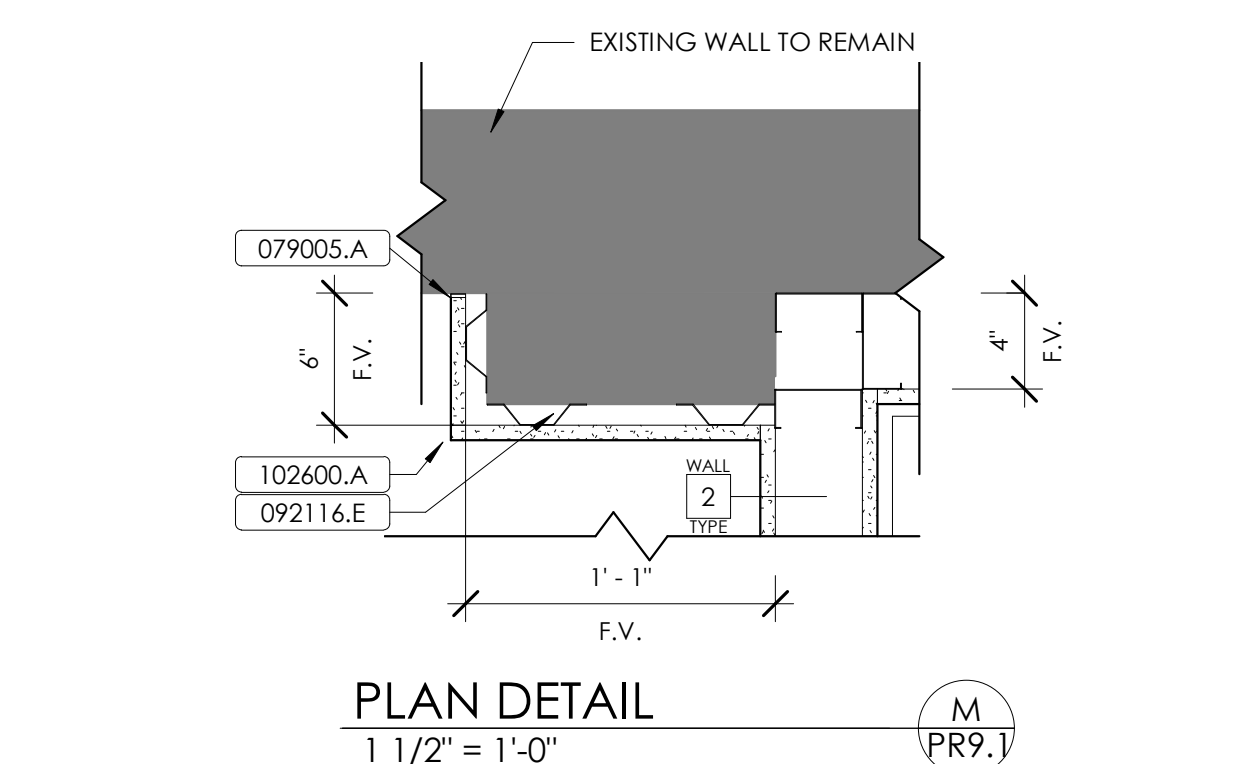 EXISTING WALL TO REMAIN
079005.A
6"
F.V.
4"
F.V.
102600.A
092116.E
WALL
2
TYPE
1' - 1"
F.V.
PLAN DETAIL
1 1/2" = 1'-0"
M
PR9.1